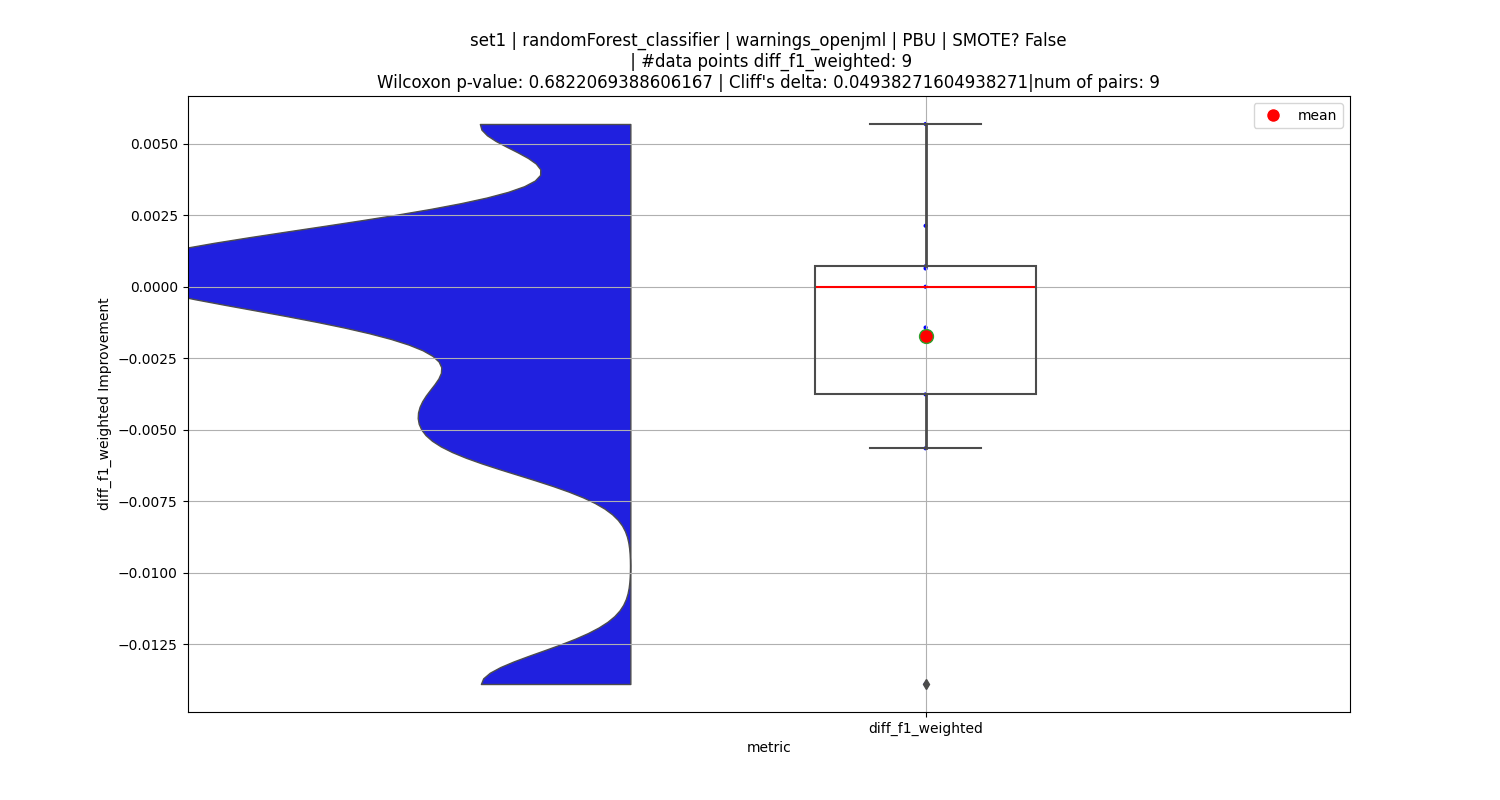 set1 | randomForest_classifier | warnings_openjml | PBU | SMOTE? False
| #data points diff_f1_weighted: 9
Wilcoxon p-value: 0.6822069388606167 | Cliff's delta: 0.04938271604938271|num of pairs: 9
mean
0.0050
0.0025
0.0000
−0.0025
−0.0050
−0.0075
−0.0100
−0.0125
diff_f1_weighted Improvement
diff_f1_weighted
metric